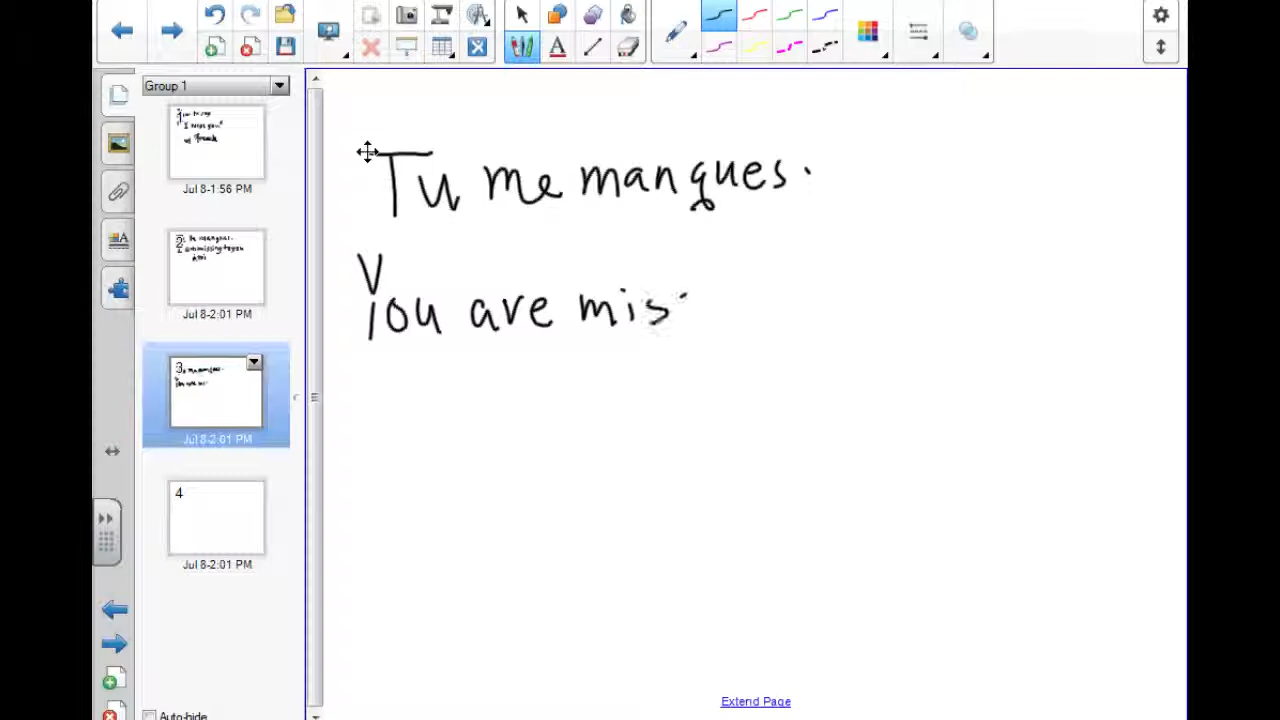 Group 1
Jul 8-1:56 PM
Jul 8-2:01 PM
Jul 8-2:01 PM
4
Jul 8-2:01 PM
Auto-hide
Tu me manques.
You are mis
Extend Page